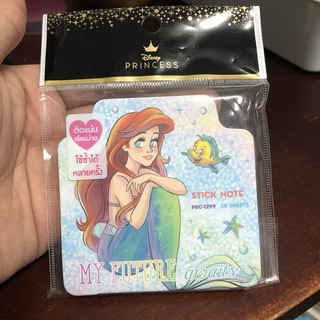 Disney
PRINCESS
ติดแน่น
เขียนง่าย
ใช้ซ้ำได้
หลายครั้ง
STICK NOTE
PRC-1299 50 SHEETS
MY FUTURE awaits